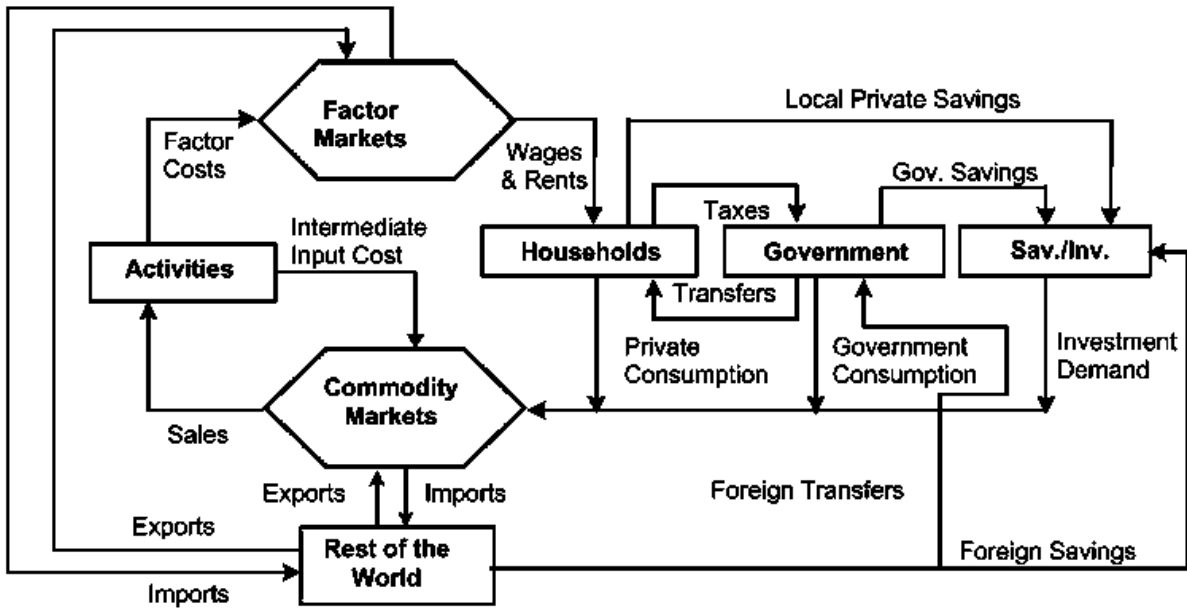 Factor
Markets
Local Private Savings
Factor
Costs
Wages
& Rents
Gov. Savings
Taxes
Intermediate
Input Cost
Activities
Households
Government
Sav./Inv.
Transfers
Private
Consumption
Government
Consumption
Investment
Demand
Commodity
Markets
Sales
Exports
Imports
Foreign Transfers
Exports
Rest of the
World
Foreign Savings
Imports